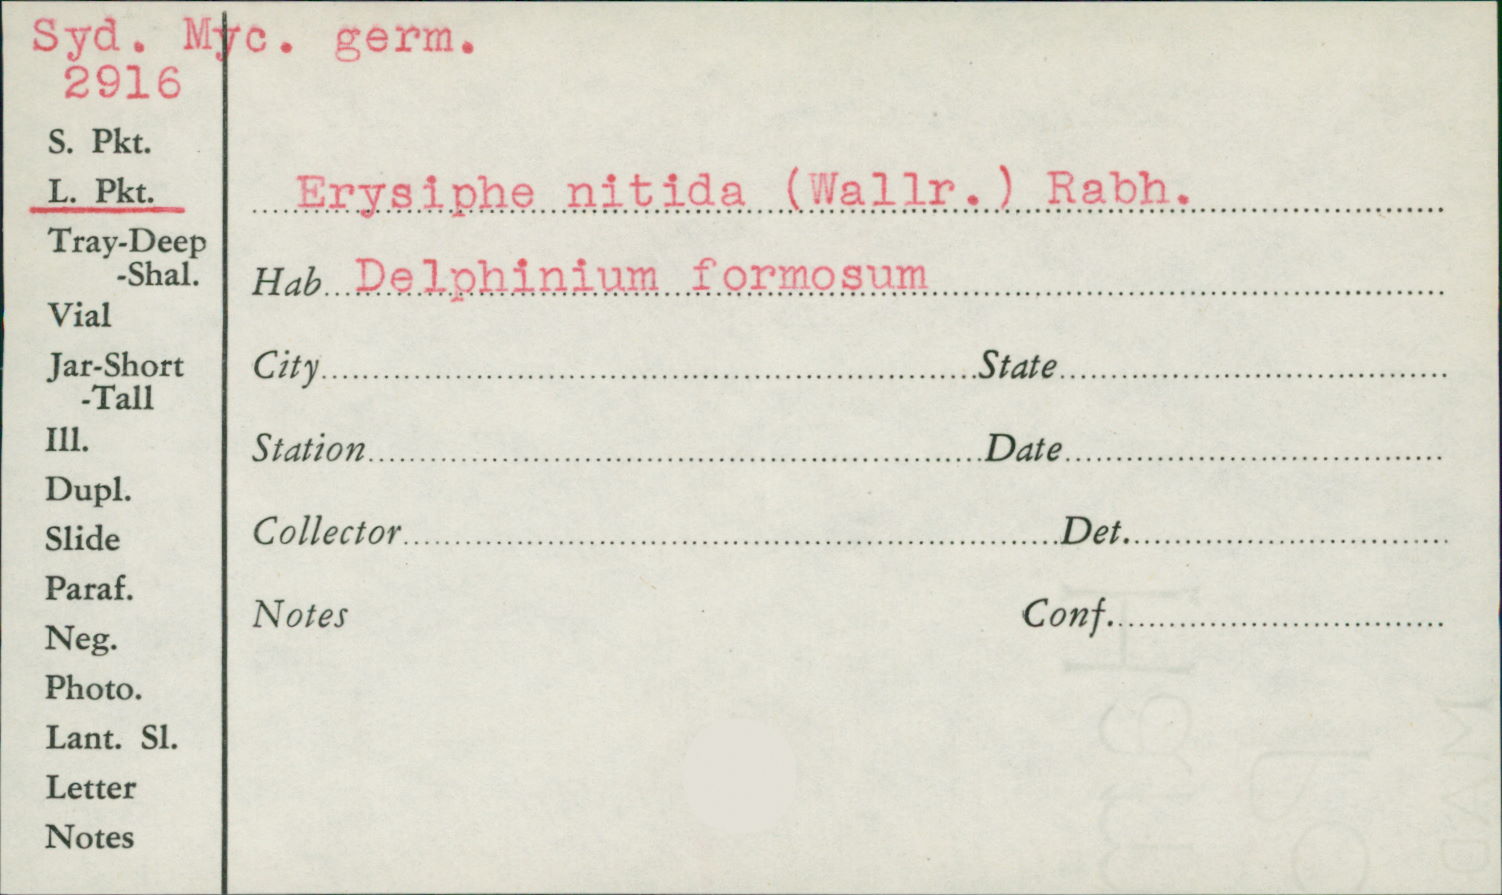 Syd. Myc. germ.
2916
S. Pkt.
L. Pkt.
Tray-Deep
-Shal.
Vial
Jar-Short
-Tall
Ill.
Dupl.
Slide
Paraf.
Neg.
Photo.
Lant. Sl.
Letter
Notes
Erysiphe nitida (Wallr.) Rabh.
Hab. Delphinium formosum
City State
Station Date
Collector Det.
Notes Conf.